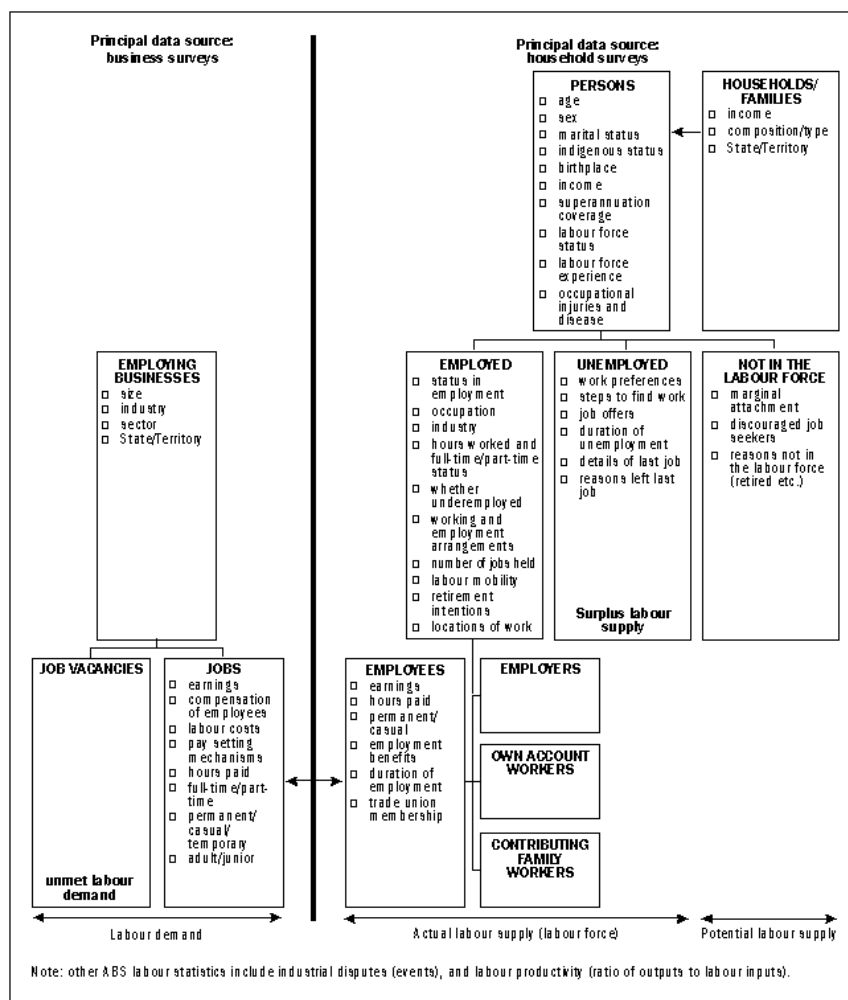 Principal data source:
business surveys
Principal data source:
household surveys
PERSONS
age
sex
marital status
indigenous status
birthplace
income
superannuation
coverage
labour force
status
labour force
experience
occupational
injuries and
disease
HOUSEHOLDS/
FAMILIES
income
composition/type
State/Territory
EMPLOYING
BUSINESSES
size
industry
sector
State/Territory
EMPLOYED
status in
employment
occupation
industry
hours worked and
full-time/part-time
status
whether
underemployed
working and
employment
arrangements
number of jobs held
labour mobility
retirement
intentions
locations of work
UNEMPLOYED
work preferences
steps to find work
job offers
duration of
unemployment
details of last job
reasons left last
job
Surplus labour
supply
NOT IN THE
LABOUR FORCE
marginal
attachment
discouraged job
seekers
reasons not in
the labour force
(retired etc.)
JOB VACANCIES
unmet labour
demand
JOBS
earnings
compensation
of employees
labour costs
pay setting
mechanisms
hours paid
full-time/part-
time
permanent/
casual/
temporary
adult/junior
EMPLOYEES
earnings
hours paid
permanent/
casual
employment
benefits
duration of
employment
trade union
membership
EMPLOYERS
OWN ACCOUNT
WORKERS
CONTRIBUTING
FAMILY
WORKERS
Labour demand
Actual labour supply (labour force)
Potential labour supply
Note: other ABS labour statistics include industrial disputes (events), and labour productivity (ratio of outputs to labour inputs).